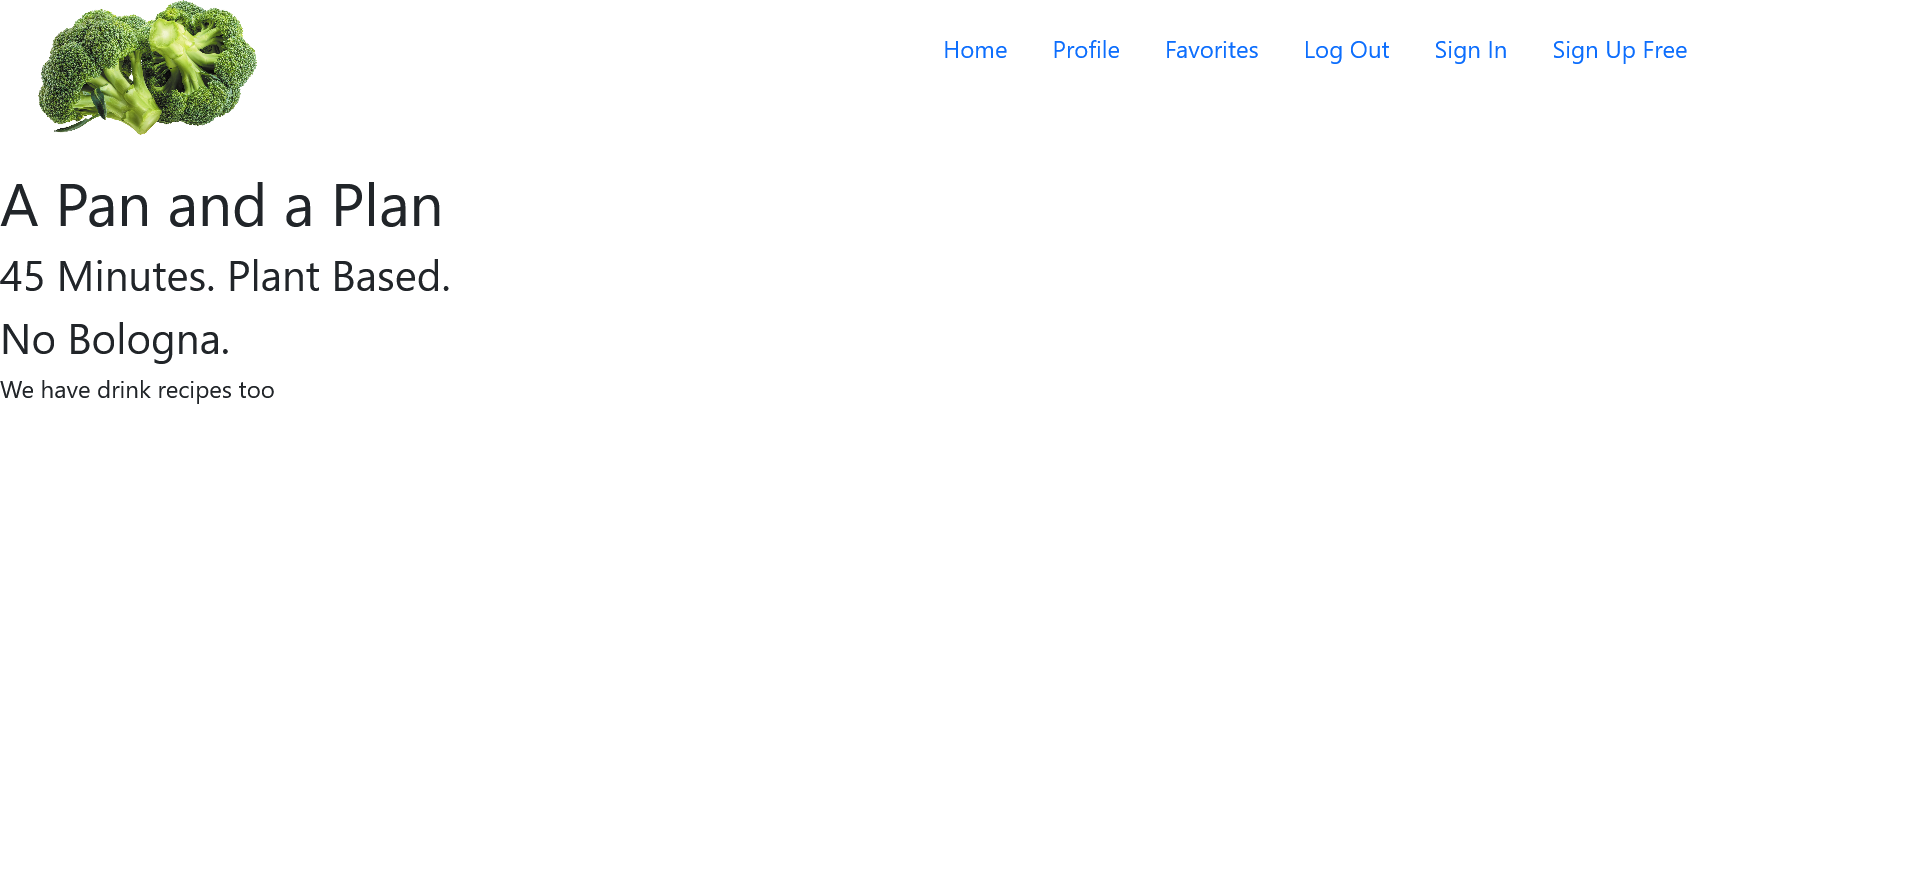 Home Profile Favorites Log Out Sign In Sign Up Free
A Pan and a Plan
45 Minutes. Plant Based.
No Bologna.
We have drink recipes too